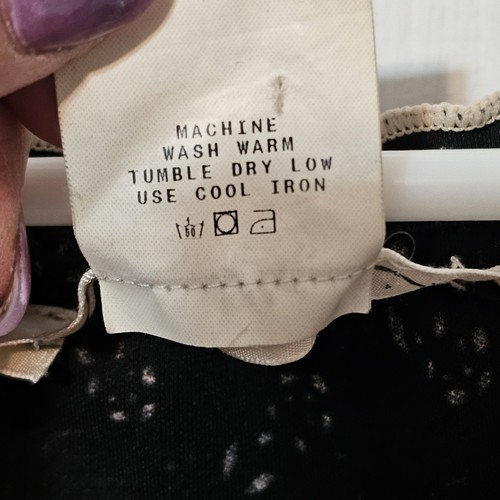 MACHINE
WASH WARM
TUMBLE DRY LOW
USE COOL IRON